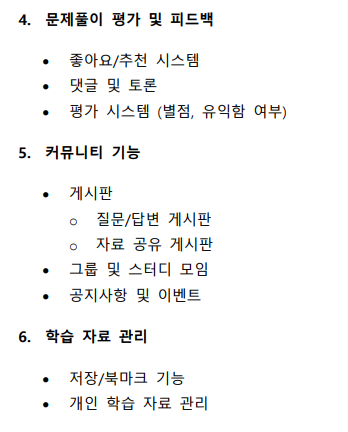 4. 문제풀이 평가 및 피드백
• 좋아요/추천 시스템
• 댓글 및 토론
• 평가 시스템 (별점, 유익함 여부)
5. 커뮤니티 기능
• 게시판
o 질문/답변 게시판
o 자료 공유 게시판
• 그룹 및 스터디 모임
• 공지사항 및 이벤트
6. 학습 자료 관리
• 저장/북마크 기능
• 개인 학습 자료 관리